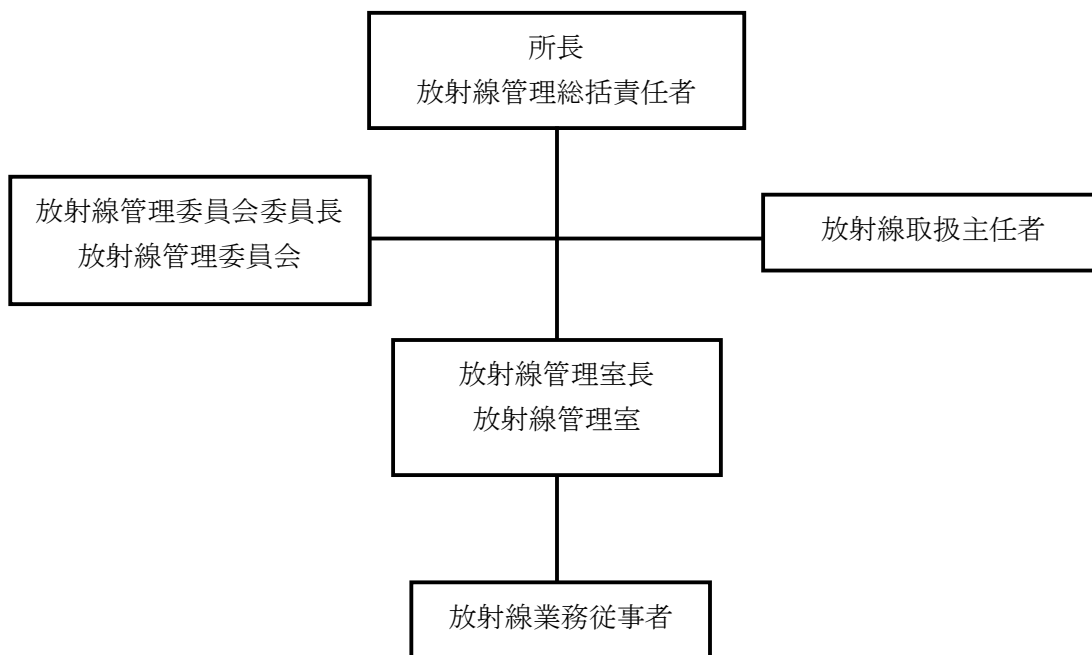 所長
放射線管理総括責任者
放射線管理委員会委員長
放射線管理委員会
放射線取扱主任者
放射線管理室長
放射線管理室
放射線業務従事者